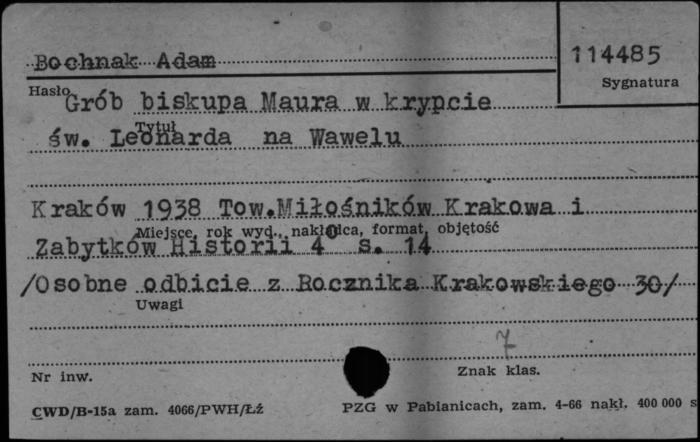 Bochnak Adam
114485
Sygnatura
Hasło
Grób biskupa Maura w krypcie
Tytuł
św. Leonarda na Wawelu
Kraków 1938 Tow.Miłośników Krakowa i
Miejsce, rok wyd., nakładca, format, objętość
Zabytków Historii 4° s. 14
/Osobne odbicie z Rocznika Krakowskiego 30/
Uwagi
7
Nr inw.
Znak klas.
CWD/B-15a zam. 4066/PWH/Łź
PZG w Pabianicach, zam. 4-66 nakł. 400 000 s